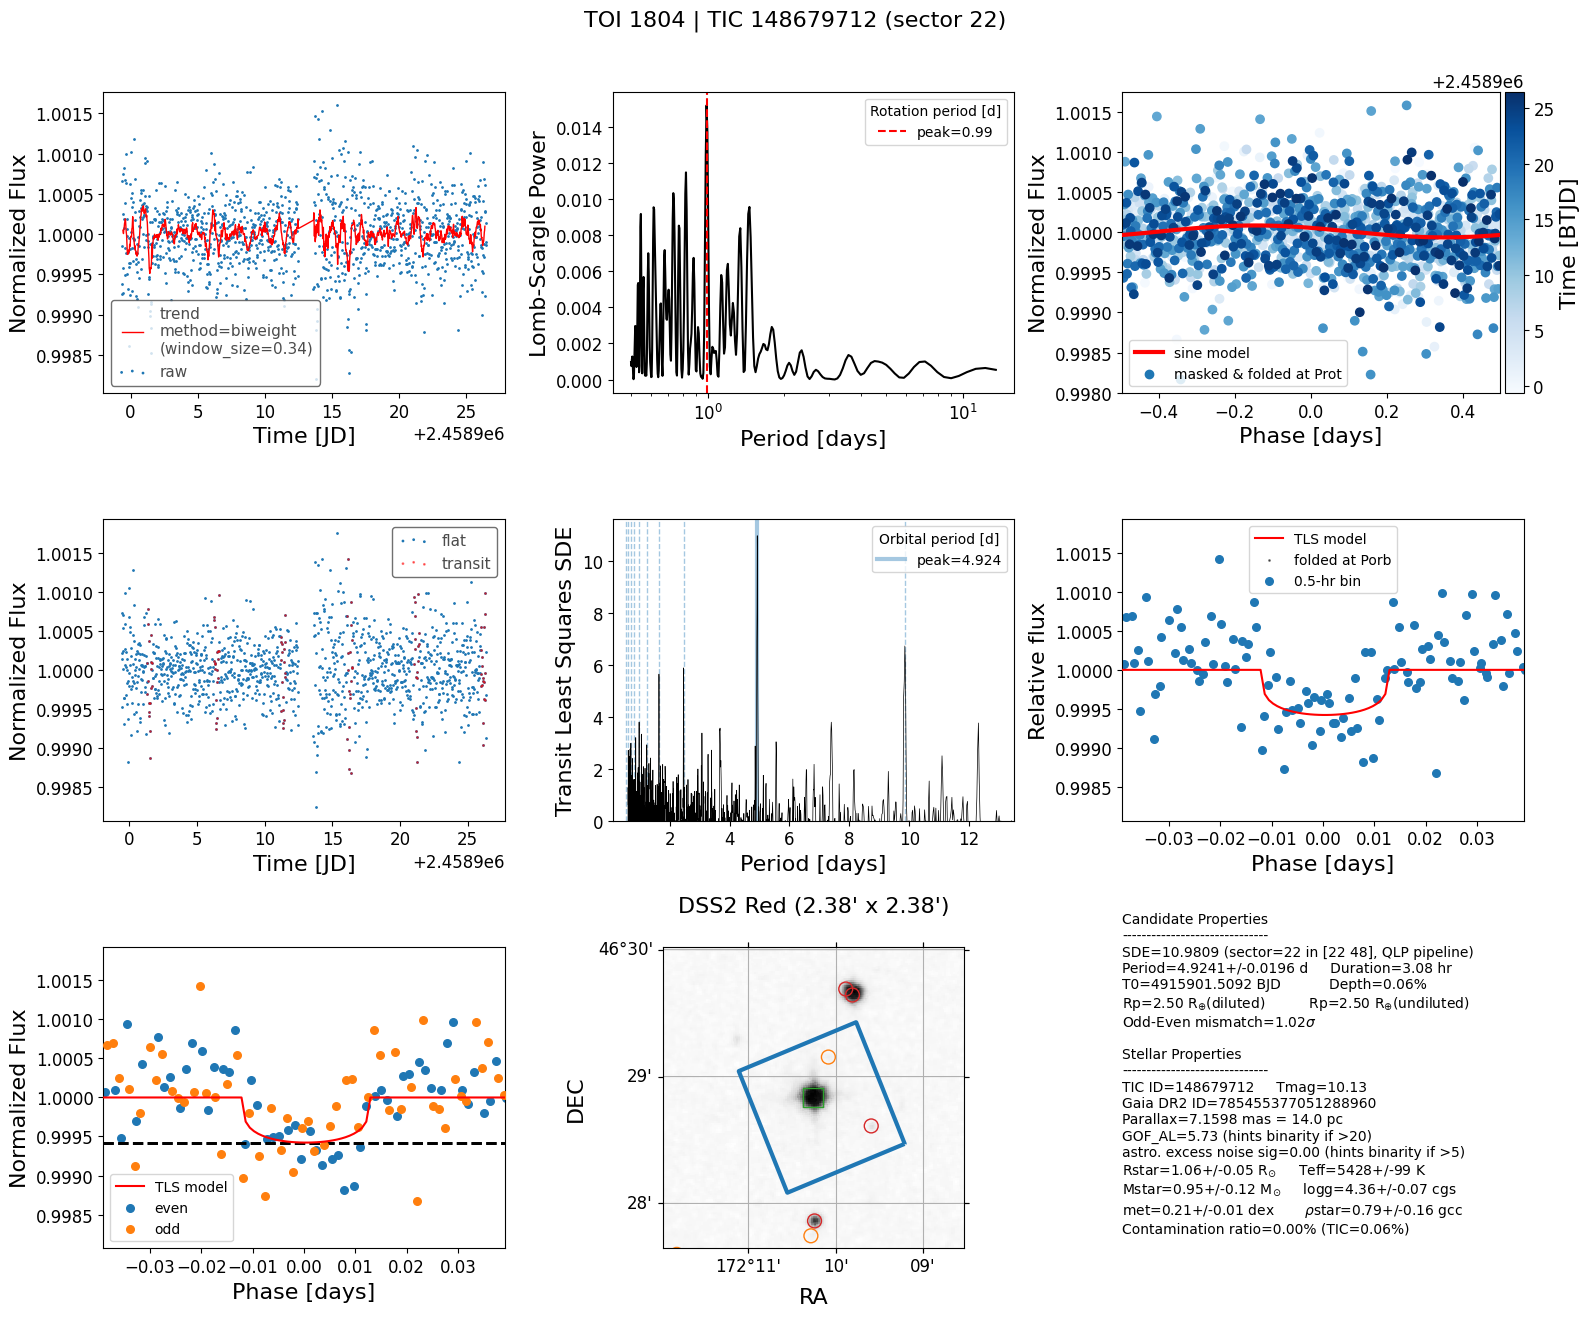 TOI 1804 | TIC 148679712 (sector 22)
Normalized Flux
1.0015
1.0010
1.0005
1.0000
0.9995
0.9990
0.9985
trend
method=biweight
(window_size=0.34)
raw
0 5 10 15 20 25
Time [JD]
+2.4589e6
Lomb-Scargle Power
0.014
0.012
0.010
0.008
0.006
0.004
0.002
0.000
Rotation period [d]
peak=0.99
10⁰ 10¹
Period [days]
Normalized Flux
1.0015
1.0010
1.0005
1.0000
0.9995
0.9990
0.9985
0.9980
sine model
masked & folded at Prot
−0.4 −0.2 0.0 0.2 0.4
Phase [days]
+2.4589e6
25
20
15
10
5
0
Time [BTJD]
Normalized Flux
1.0015
1.0010
1.0005
1.0000
0.9995
0.9990
0.9985
flat
transit
0 5 10 15 20 25
Time [JD]
+2.4589e6
Transit Least Squares SDE
10
8
6
4
2
0
Orbital period [d]
peak=4.924
2 4 6 8 10 12
Period [days]
Relative flux
1.0015
1.0010
1.0005
1.0000
0.9995
0.9990
0.9985
TLS model
folded at Porb
0.5-hr bin
−0.03 −0.02 −0.01 0.00 0.01 0.02 0.03
Phase [days]
Normalized Flux
1.0015
1.0010
1.0005
1.0000
0.9995
0.9990
0.9985
TLS model
even
odd
−0.03 −0.02 −0.01 0.00 0.01 0.02 0.03
Phase [days]
DSS2 Red (2.38' x 2.38')
DEC
46°30'
29'
28'
172°11' 10' 09'
RA
Candidate Properties
------------------------------
SDE=10.9809 (sector=22 in [22 48], QLP pipeline)
Period=4.9241+/-0.0196 d Duration=3.08 hr
T0=4915901.5092 BJD Depth=0.06%
Rp=2.50 R⊕(diluted) Rp=2.50 R⊕(undiluted)
Odd-Even mismatch=1.02σ
Stellar Properties
------------------------------
TIC ID=148679712 Tmag=10.13
Gaia DR2 ID=785455377051288960
Parallax=7.1598 mas = 14.0 pc
GOF_AL=5.73 (hints binarity if >20)
astro. excess noise sig=0.00 (hints binarity if >5)
Rstar=1.06+/-0.05 R⊙ Teff=5428+/-99 K
Mstar=0.95+/-0.12 M⊙ logg=4.36+/-0.07 cgs
met=0.21+/-0.01 dex ρstar=0.79+/-0.16 gcc
Contamination ratio=0.00% (TIC=0.06%)